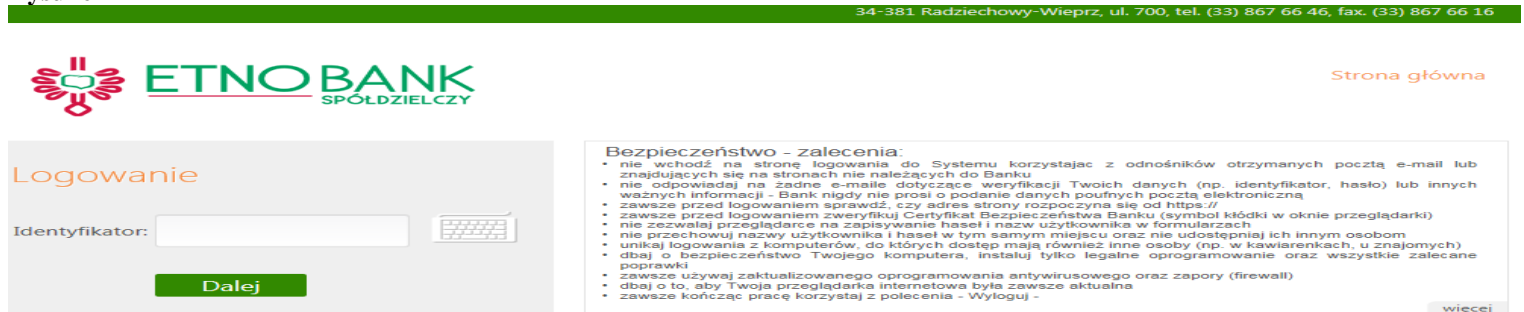 34-381 Radziechowy-Wieprz, ul. 700, tel. (33) 867 66 46, fax. (33) 867 66 16
ETNO BANK
SPÓŁDZIELCZY
Strona główna
Logowanie
Identyfikator:
Dalej
Bezpieczeństwo - zalecenia:
• nie wchodź na stronę logowania do Systemu korzystajac z odnośników otrzymanych pocztą e-mail lub
znajdujących się na stronach nie należących do Banku
• nie odpowiadaj na żadne e-maile dotyczące weryfikacji Twoich danych (np. identyfikator, hasło) lub innych
ważnych informacji - Bank nigdy nie prosi o podanie danych poufnych pocztą elektroniczną
• zawsze przed logowaniem sprawdź, czy adres strony rozpoczyna się od https://
• zawsze przed logowaniem zweryfikuj Certyfikat Bezpieczeństwa Banku (symbol kłódki w oknie przeglądarki)
• nie zezwalaj przeglądarce na zapisywanie haseł i nazw użytkownika w formularzach
• nie przechowuj nazwy użytkownika i haseł w tym samym miejscu oraz nie udostępniaj ich innym osobom
• unikaj logowania z komputerów, do których dostęp mają również inne osoby (np. w kawiarenkach, u znajomych)
• dbaj o bezpieczeństwo Twojego komputera, instaluj tylko legalne oprogramowanie oraz wszystkie zalecane
poprawki
• zawsze używaj zaktualizowanego oprogramowania antywirusowego oraz zapory (firewall)
• dbaj o to, aby Twoja przeglądarka internetowa była zawsze aktualna
• zawsze kończąc pracę korzystaj z polecenia - Wyloguj -
więcej